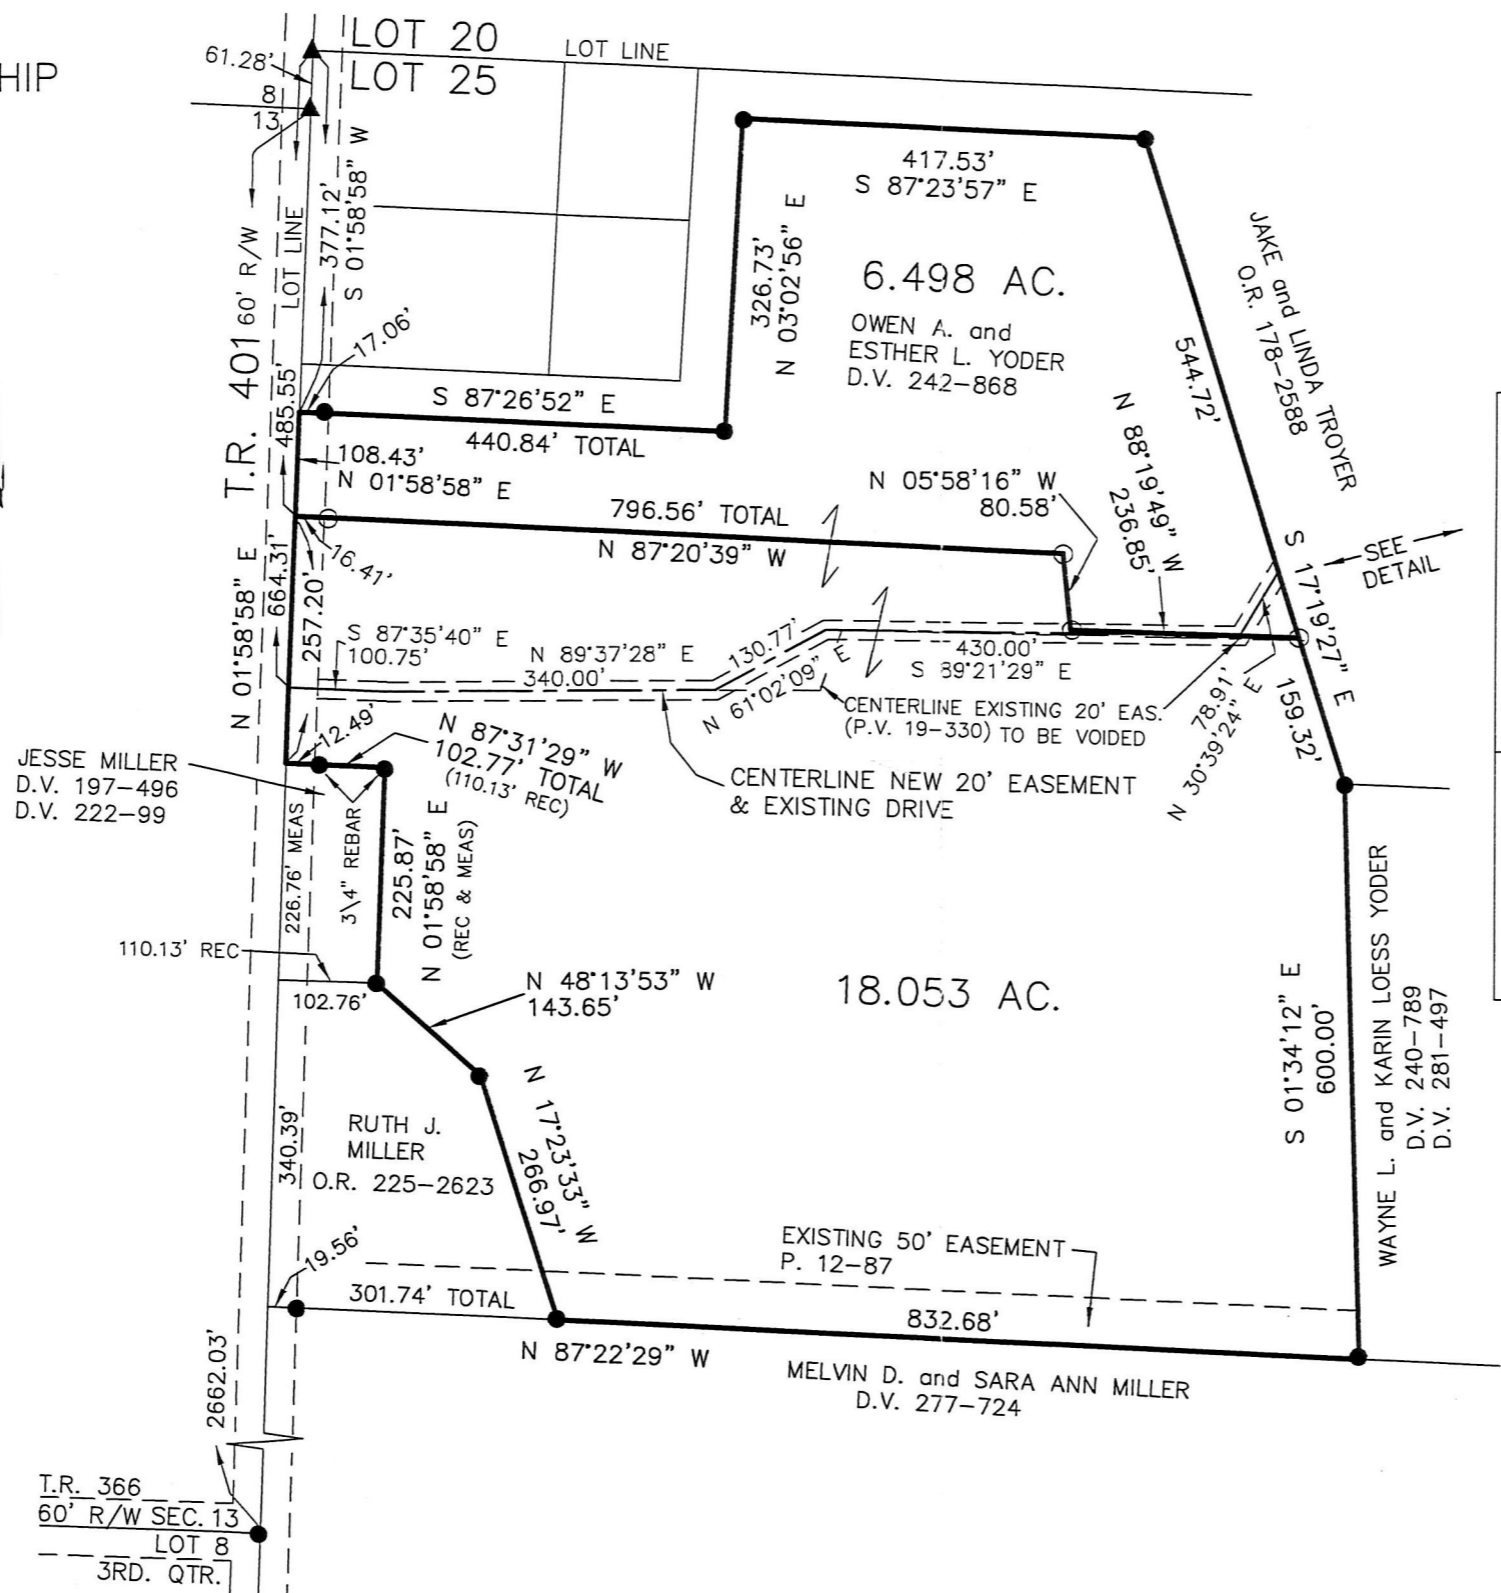 HIP
LOT 20
LOT LINE
LOT 25
61.28'
8
13
377.12'
S 01°58'58" W
LOT LINE
T.R. 401
60' R/W
417.53'
S 87°23'57" E
326.73'
N 03°02'56" E
6.498 AC.
OWEN A. and
ESTHER L. YODER
D.V. 242-868
JAKE and LINDA TROYER
O.R. 178-2588
544.72'
17.06'
485.55'
S 87°26'52" E
440.84' TOTAL
108.43'
N 01°58'58" E
N 05°58'16" W
80.58'
N 88°19'49" W
236.85'
796.56' TOTAL
N 87°20'39" W
16.41'
SEE
DETAIL
S 17°19'27" E
159.32'
N 01°58'58" E
664.31'
257.20'
S 87°35'40" E
100.75'
N 89°37'28" E
340.00'
130.77'
N 61°02'09" E
430.00'
S 89°21'29" E
78.91'
N 30°39'24" E
CENTERLINE EXISTING 20' EAS.
(P.V. 19-330) TO BE VOIDED
CENTERLINE NEW 20' EASEMENT
& EXISTING DRIVE
12.49'
N 87°31'29" W
102.77' TOTAL
(110.13' REC)
JESSE MILLER
D.V. 197-496
D.V. 222-99
226.76' MEAS
3\4" REBAR
225.87'
N 01°58'58" E
(REC & MEAS)
110.13' REC
102.76'
N 48°13'53" W
143.65'
18.053 AC.
S 01°34'12" E
600.00'
WAYNE L. and KARIN LOESS YODER
D.V. 240-789
D.V. 281-497
340.39'
RUTH J.
MILLER
O.R. 225-2623
N 17°23'33" W
266.97'
19.56'
301.74' TOTAL
EXISTING 50' EASEMENT
P. 12-87
832.68'
N 87°22'29" W
MELVIN D. and SARA ANN MILLER
D.V. 277-724
2662.03'
T.R. 366
60' R/W SEC. 13
LOT 8
3RD. QTR.